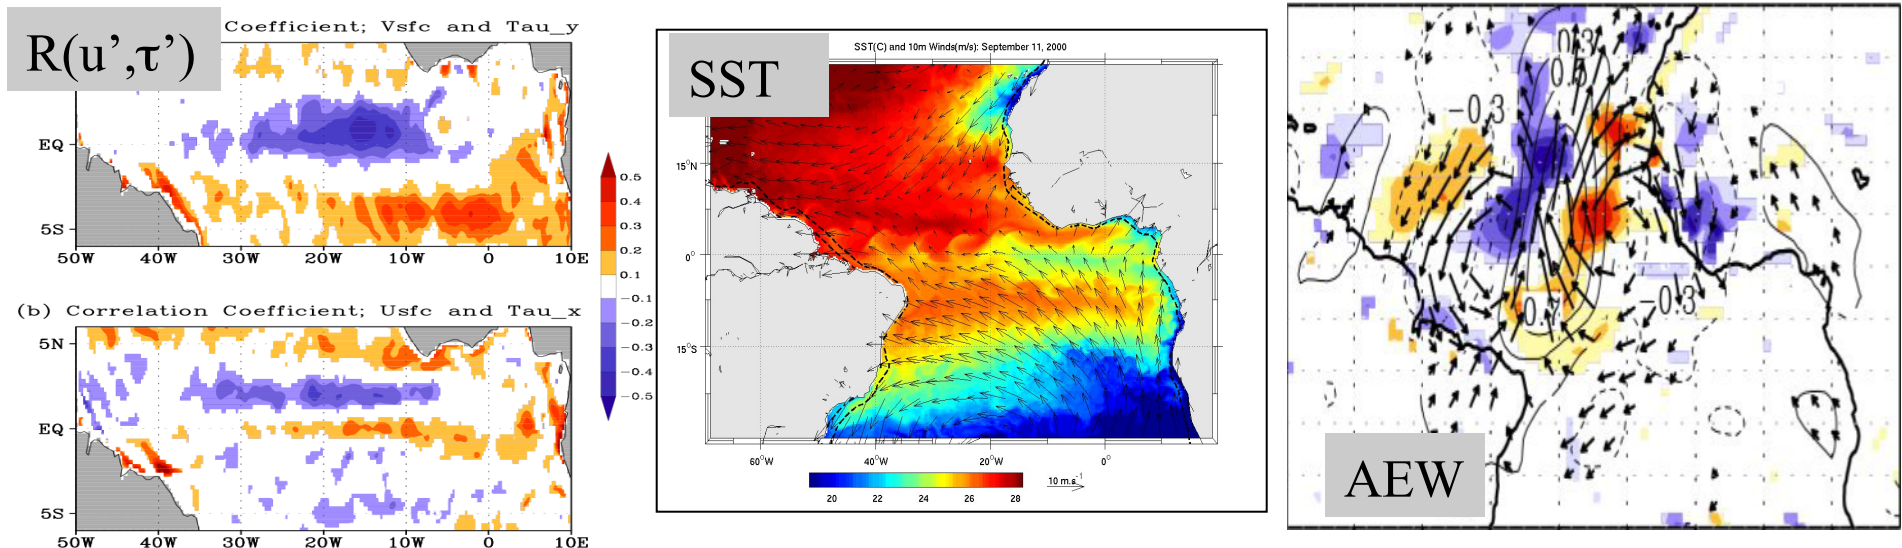 R(u’,τ’)
Coefficient; Vsfc and Tau_y
EQ
5S
50W 40W 30W 20W 10W 0 10E
(b) Correlation Coefficient; Usfc and Tau_x
5N
EQ
5S
50W 40W 30W 20W 10W 0 10E
0.5
0.4
0.3
0.2
0.1
−0.1
−0.2
−0.3
−0.4
−0.5
SST
SST(C) and 10m Winds(m/s): September 11, 2000
15°N
0°
15°S
60°W 40°W 20°W 0°
20 22 24 26 28
10 m.s⁻¹
0.3
−0.3
−0.3
AEW